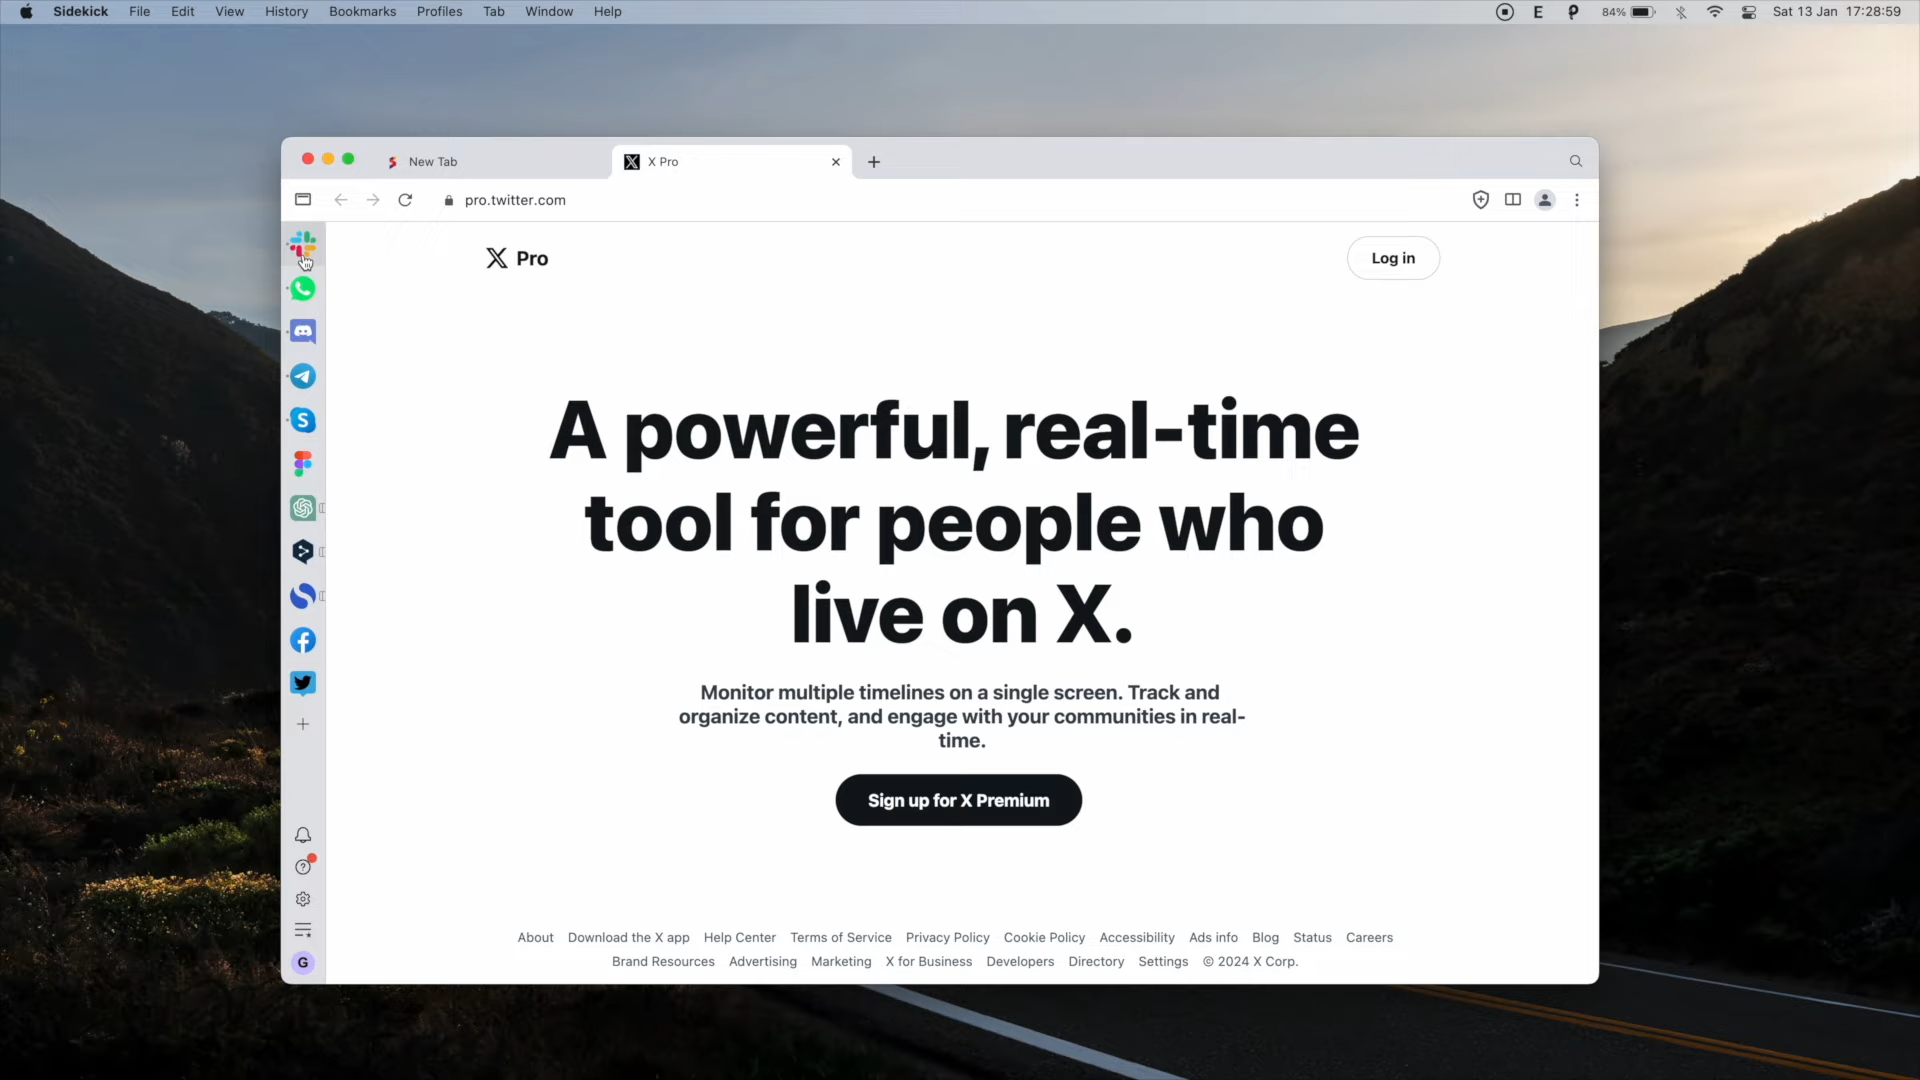 Sidekick File Edit View History Bookmarks Profiles Tab Window Help
E 84% Sat 13 Jan 17:28:59
New Tab
X Pro
pro.twitter.com
X Pro
Log in
A powerful, real-time
tool for people who
live on X.
Monitor multiple timelines on a single screen. Track and
organize content, and engage with your communities in real-
time.
Sign up for X Premium
About Download the X app Help Center Terms of Service Privacy Policy Cookie Policy Accessibility Ads info Blog Status Careers
Brand Resources Advertising Marketing X for Business Developers Directory Settings © 2024 X Corp.
S
G